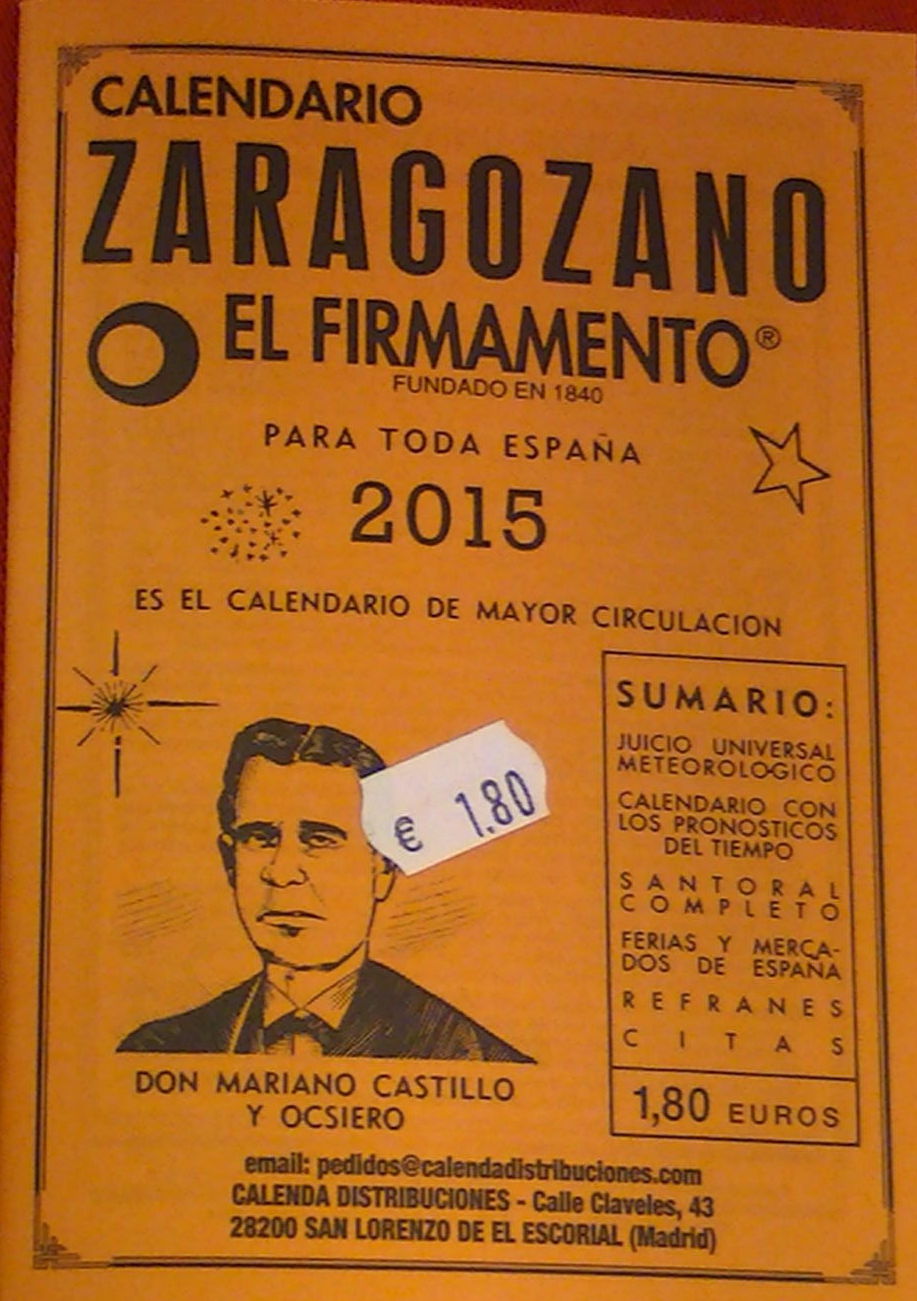 CALENDARIO
ZARAGOZANO
EL FIRMAMENTO®
FUNDADO EN 1840
PARA TODA ESPAÑA
2015
ES EL CALENDARIO DE MAYOR CIRCULACION
SUMARIO:
JUICIO UNIVERSAL
METEOROLOGICO
CALENDARIO CON
LOS PRONOSTICOS
DEL TIEMPO
SANTORAL
COMPLETO
FERIAS Y MERCA-
DOS DE ESPAÑA
REFRANES
CITAS
1,80 EUROS
€ 1.80
DON MARIANO CASTILLO
Y OCSIERO
email: pedidos@calendadistribuciones.com
CALENDA DISTRIBUCIONES - Calle Claveles, 43
28200 SAN LORENZO DE EL ESCORIAL (Madrid)